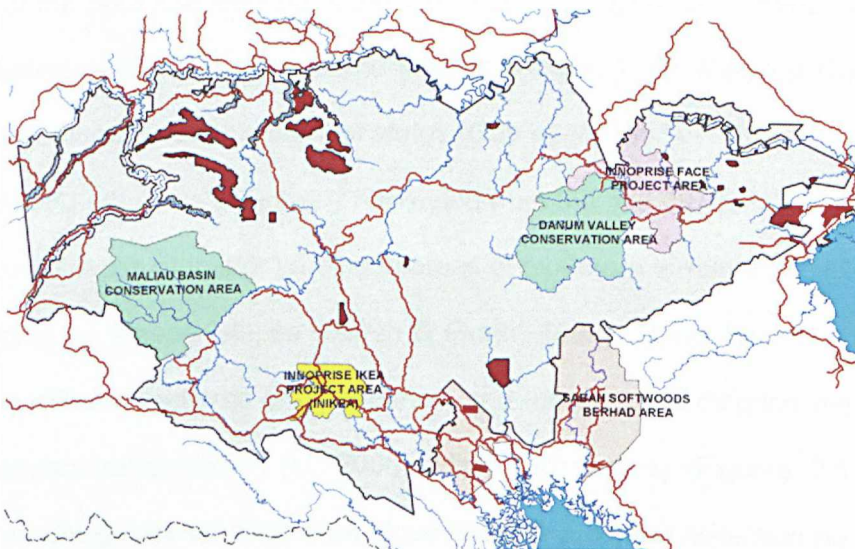 INNOPRISE FACE
PROJECT AREA
DANUM VALLEY
CONSERVATION AREA
MALIAU BASIN
CONSERVATION AREA
INNOPRISE IKEA
PROJECT AREA
(INIKEA)
SABAH SOFTWOODS
BERHAD AREA